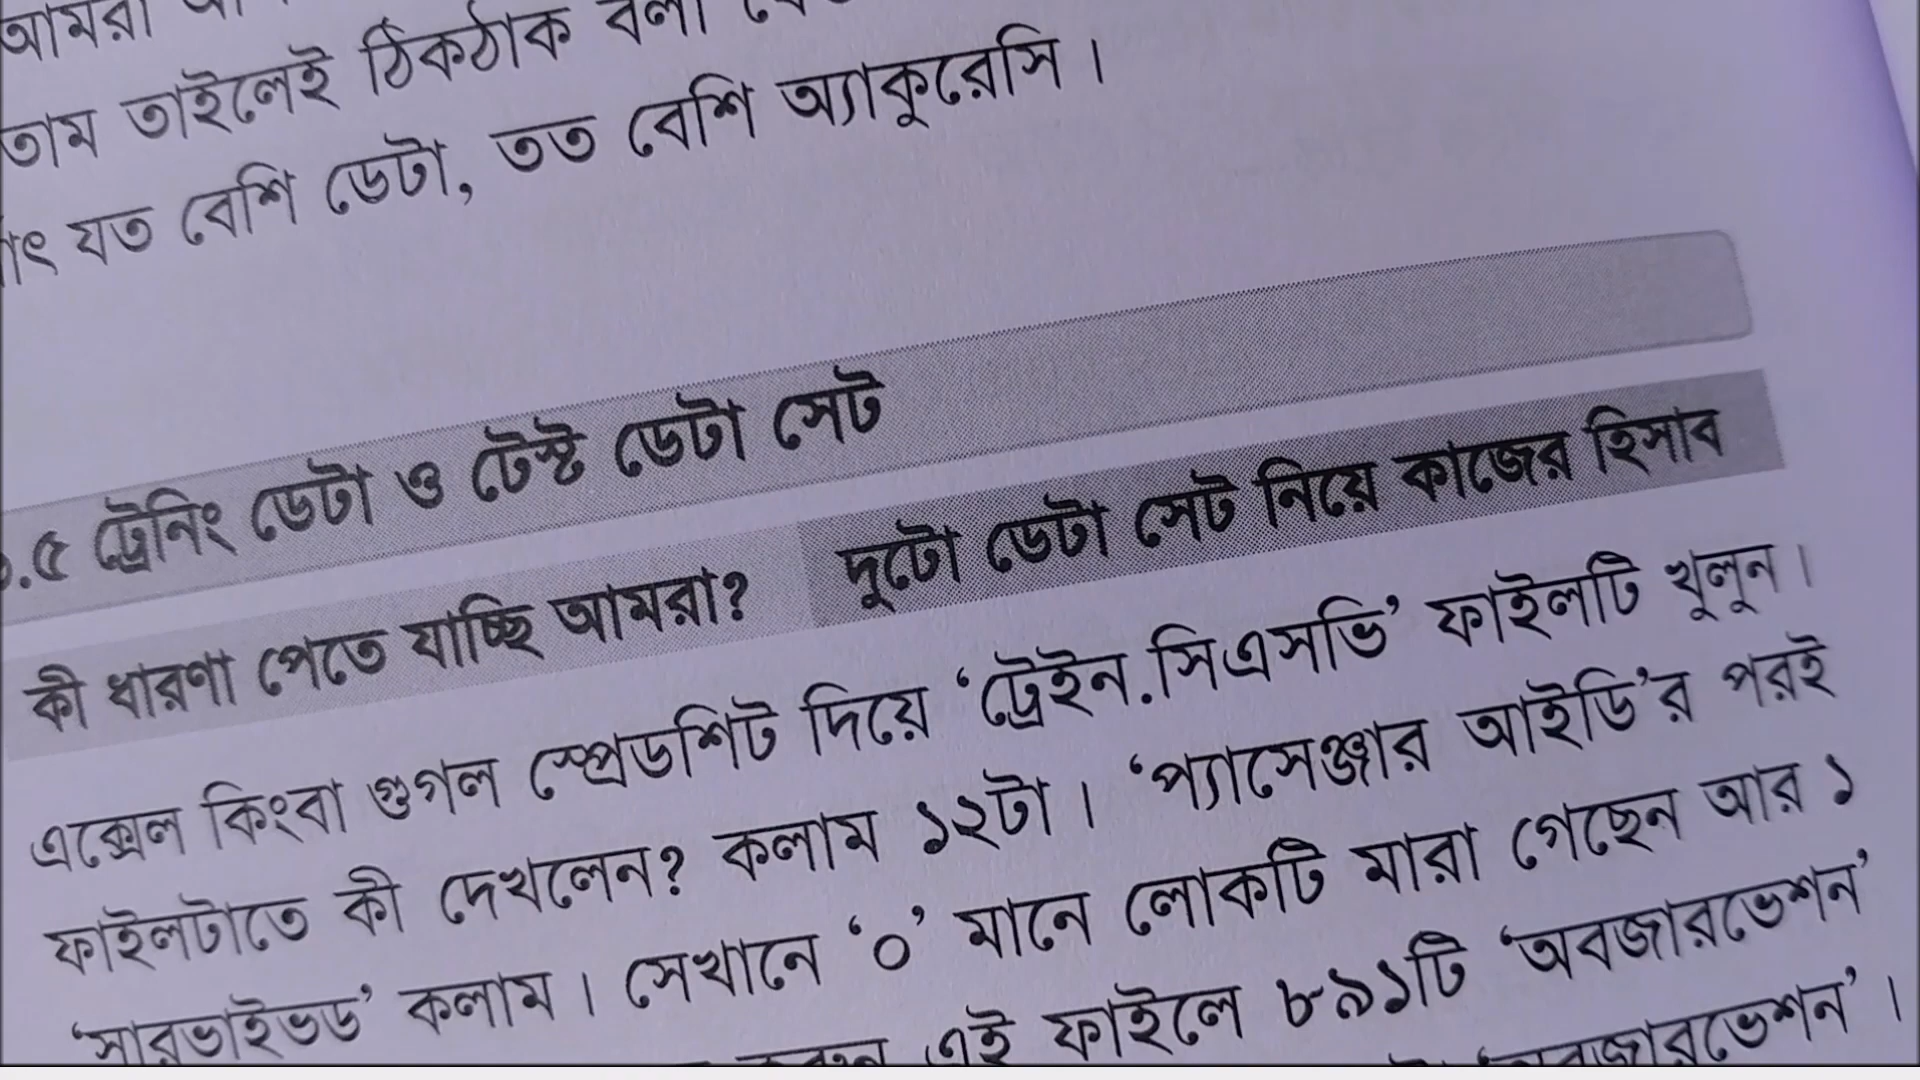 আমরা
তাম তাইলেই ঠিকঠাক বলা
যত বেশি ডেটা, তত বেশি অ্যাকুরেসি।
.৫ ট্রেনিং ডেটা ও টেস্ট ডেটা সেট
কী ধারণা পেতে যাচ্ছি আমরা? দুটো ডেটা সেট নিয়ে কাজের হিসাব
এক্সেল কিংবা গুগল স্প্রেডশিট দিয়ে ‘ট্রেইন.সিএসভি’ ফাইলটি খুলুন।
ফাইলটাতে কী দেখলেন? কলাম ১২টা। ‘প্যাসেঞ্জার আইডি’র পরই
‘সারভাইভড’ কলাম। সেখানে ‘০’ মানে লোকটি মারা গেছেন আর ১
এই ফাইলে ৮৯১টি ‘অবজারভেশন’
‘অবজারভেশন’।